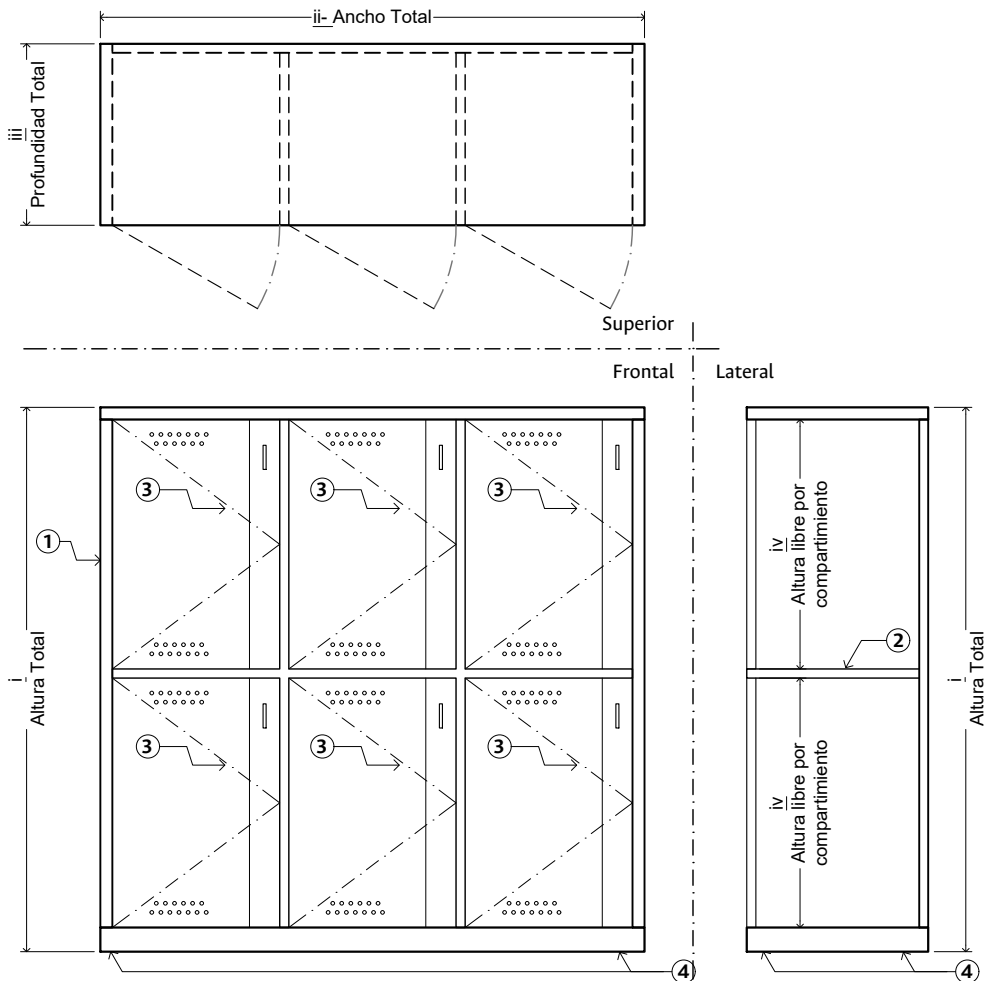 ii- Ancho Total
iii
Profundidad Total
Superior
Frontal
Lateral
3
3
3
1
i
Altura Total
3
3
3
4
iv
Altura libre por
compartimiento
2
iv
Altura libre por
compartimiento
i
Altura Total
4